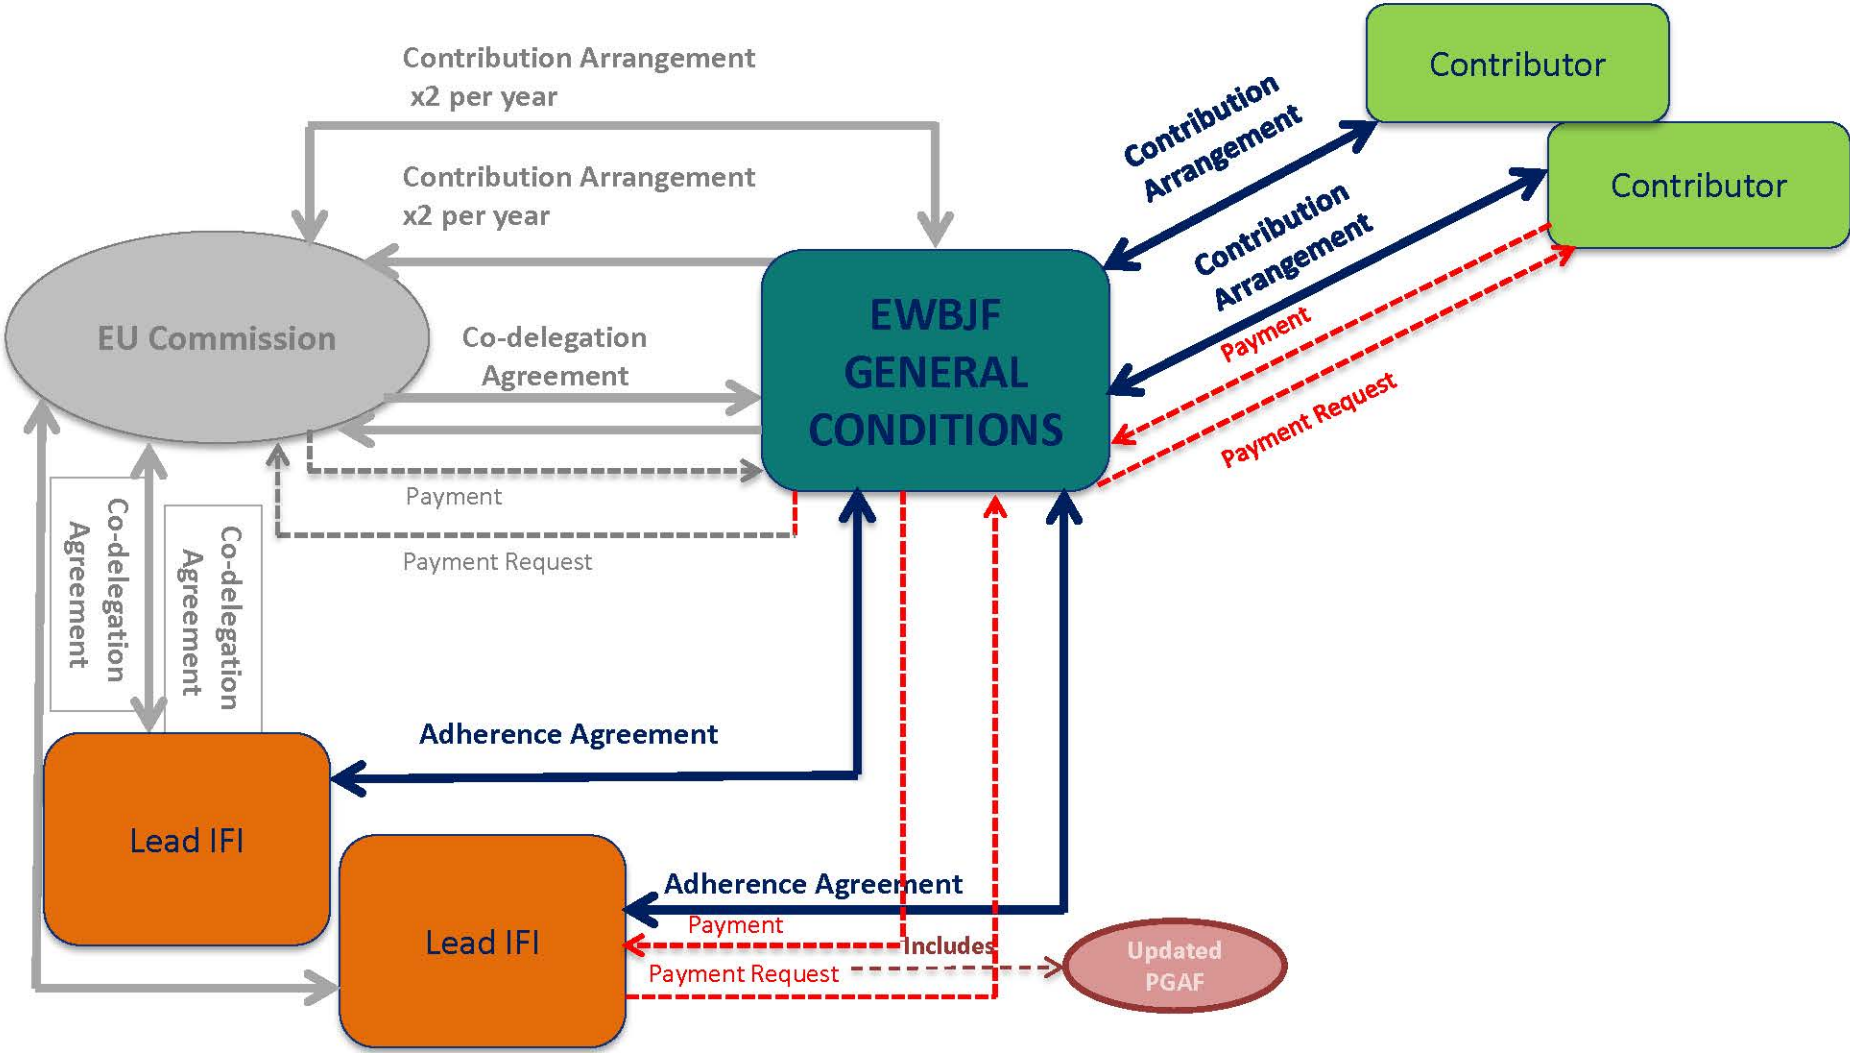 Contribution Arrangement
x2 per year
Contribution Arrangement
x2 per year
EU Commission
Co-delegation
Agreement
Payment
Payment Request
EWBJF
GENERAL
CONDITIONS
Contribution
Arrangement
Contribution
Arrangement
Contributor
Contributor
Payment
Payment Request
Co-delegation
Agreement
Co-delegation
Agreement
Adherence Agreement
Lead IFI
Lead IFI
Adherence Agreement
Payment
Includes
Payment Request
Updated
PGAF